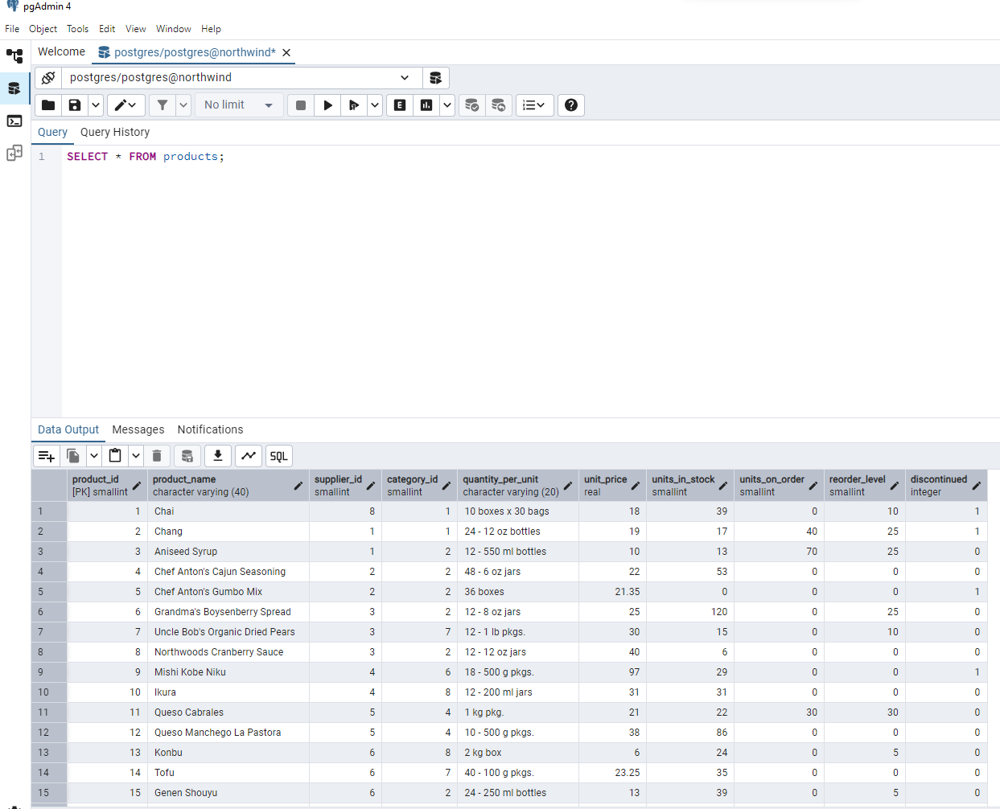 pgAdmin 4
File Object Tools Edit View Window Help
Welcome postgres/postgres@northwind*
postgres/postgres@northwind
No limit E
Query Query History
1 SELECT * FROM products;
Data Output Messages Notifications
SQL
product_id product_name supplier_id category_id quantity_per_unit unit_price units_in_stock units_on_order reorder_level discontinued
[PK] smallint character varying (40) smallint smallint character varying (20) real smallint smallint smallint integer
1 1 Chai 8 1 10 boxes x 30 bags 18 39 0 10 1
2 2 Chang 1 1 24 - 12 oz bottles 19 17 40 25 1
3 3 Aniseed Syrup 1 2 12 - 550 ml bottles 10 13 70 25 0
4 4 Chef Anton's Cajun Seasoning 2 2 48 - 6 oz jars 22 53 0 0 0
5 5 Chef Anton's Gumbo Mix 2 2 36 boxes 21.35 0 0 0 1
6 6 Grandma's Boysenberry Spread 3 2 12 - 8 oz jars 25 120 0 25 0
7 7 Uncle Bob's Organic Dried Pears 3 7 12 - 1 lb pkgs. 30 15 0 10 0
8 8 Northwoods Cranberry Sauce 3 2 12 - 12 oz jars 40 6 0 0 0
9 9 Mishi Kobe Niku 4 6 18 - 500 g pkgs. 97 29 0 0 1
10 10 Ikura 4 8 12 - 200 ml jars 31 31 0 0 0
11 11 Queso Cabrales 5 4 1 kg pkg. 21 22 30 30 0
12 12 Queso Manchego La Pastora 5 4 10 - 500 g pkgs. 38 86 0 0 0
13 13 Konbu 6 8 2 kg box 6 24 0 5 0
14 14 Tofu 6 7 40 - 100 g pkgs. 23.25 35 0 0 0
15 15 Genen Shouyu 6 2 24 - 250 ml bottles 13 39 0 5 0